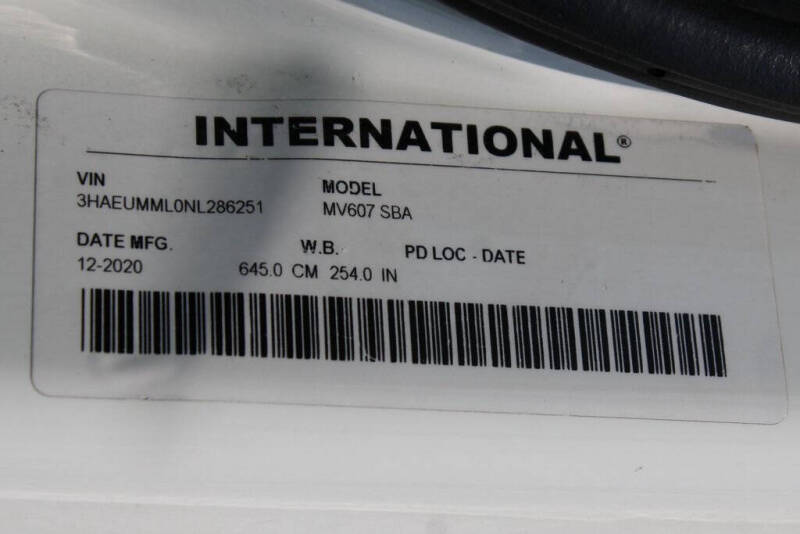 INTERNATIONAL®
VIN MODEL
3HAEUMML0NL286251 MV607 SBA
DATE MFG. W.B. PD LOC - DATE
12-2020 645.0 CM 254.0 IN